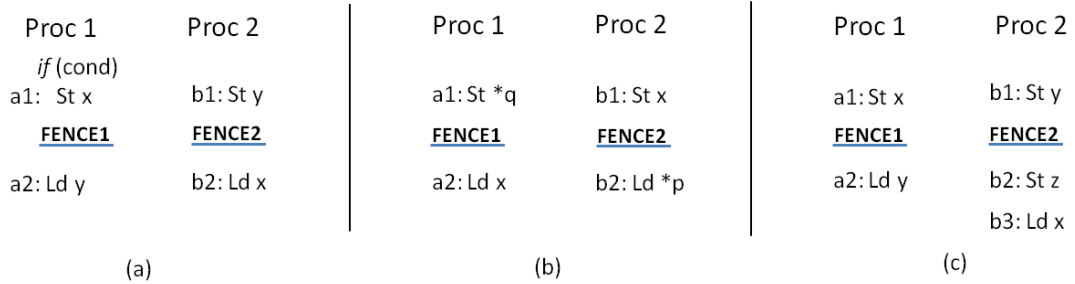 Proc 1 Proc 2
if (cond)
a1: St x b1: St y
FENCE1 FENCE2
a2: Ld y b2: Ld x
(a)
Proc 1 Proc 2
a1: St *q b1: St x
FENCE1 FENCE2
a2: Ld x b2: Ld *p
(b)
Proc 1 Proc 2
a1: St x b1: St y
FENCE1 FENCE2
a2: Ld y b2: St z
b3: Ld x
(c)